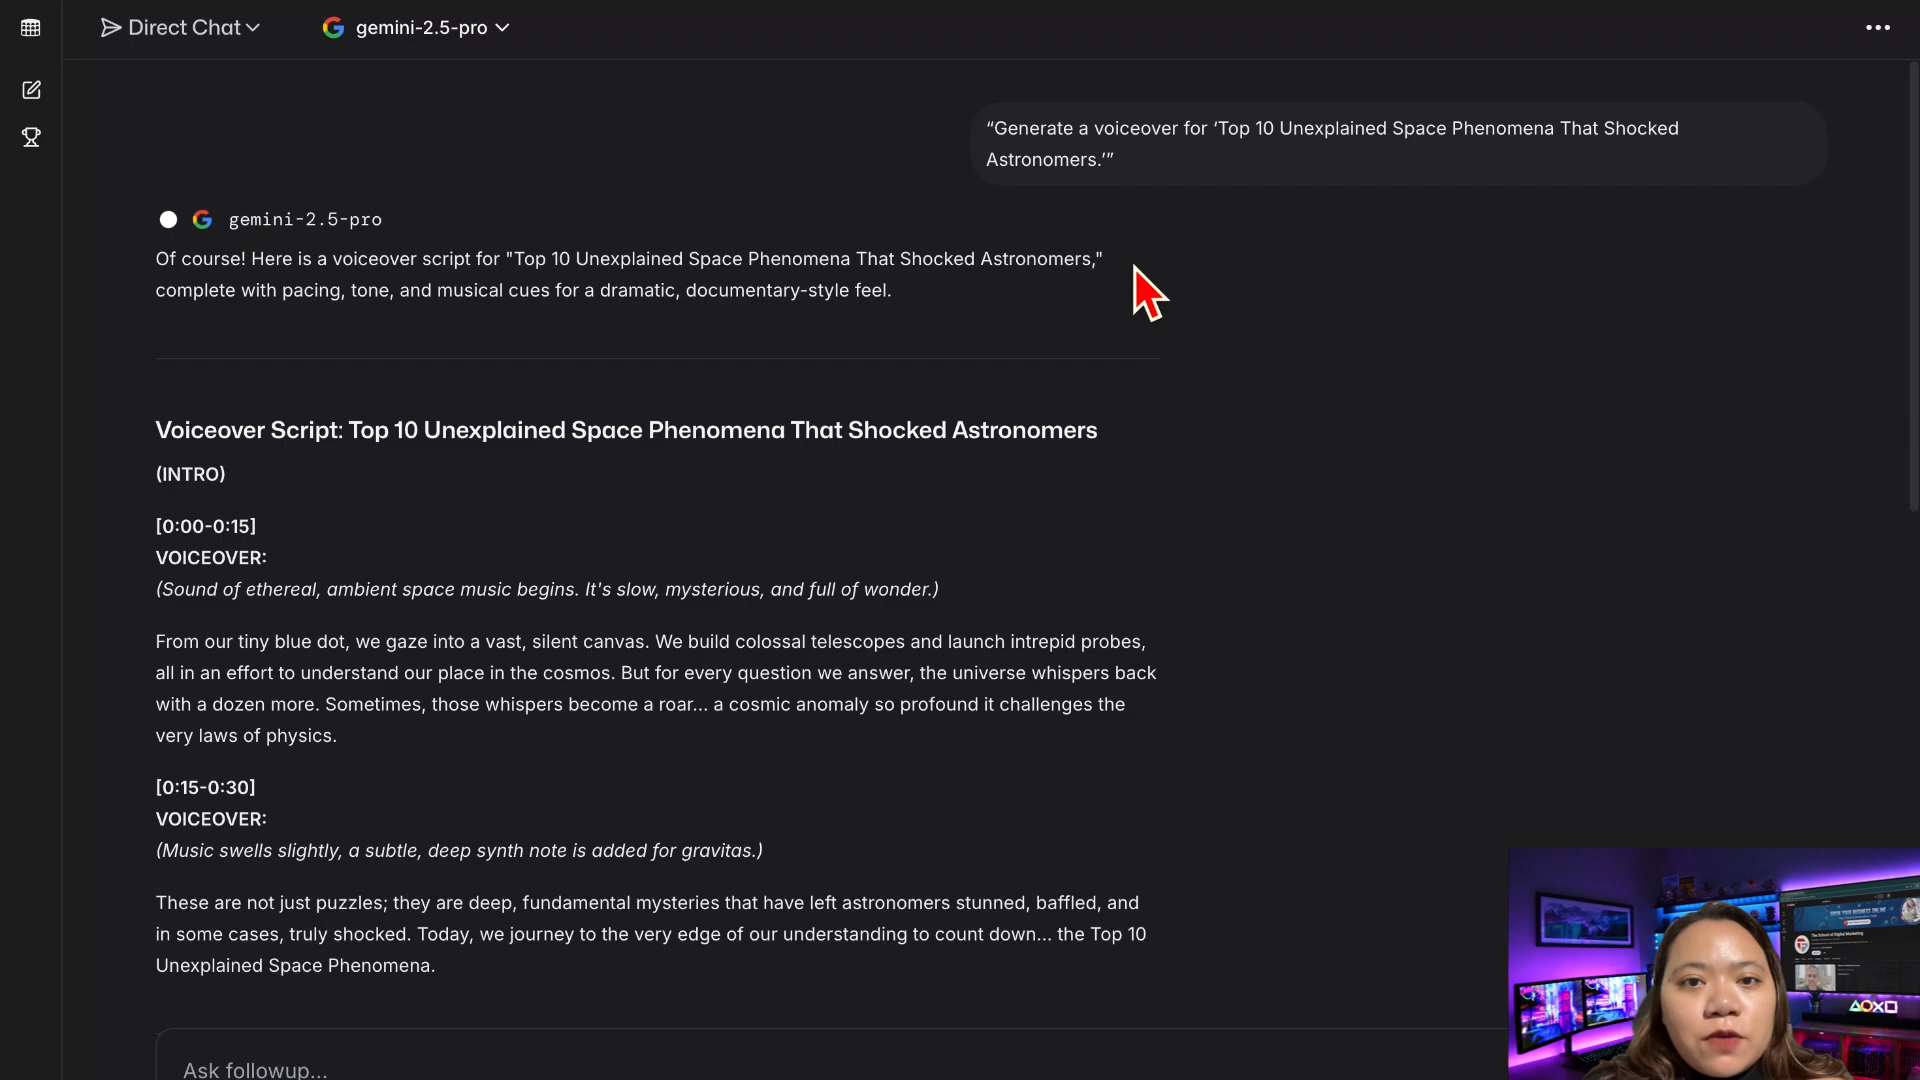 Direct Chat
gemini-2.5-pro
“Generate a voiceover for ‘Top 10 Unexplained Space Phenomena That Shocked
Astronomers.’”
gemini-2.5-pro
Of course! Here is a voiceover script for "Top 10 Unexplained Space Phenomena That Shocked Astronomers,"
complete with pacing, tone, and musical cues for a dramatic, documentary-style feel.
Voiceover Script: Top 10 Unexplained Space Phenomena That Shocked Astronomers
(INTRO)
[0:00-0:15]
VOICEOVER:
(Sound of ethereal, ambient space music begins. It's slow, mysterious, and full of wonder.)
From our tiny blue dot, we gaze into a vast, silent canvas. We build colossal telescopes and launch intrepid probes,
all in an effort to understand our place in the cosmos. But for every question we answer, the universe whispers back
with a dozen more. Sometimes, those whispers become a roar... a cosmic anomaly so profound it challenges the
very laws of physics.
[0:15-0:30]
VOICEOVER:
(Music swells slightly, a subtle, deep synth note is added for gravitas.)
These are not just puzzles; they are deep, fundamental mysteries that have left astronomers stunned, baffled, and
in some cases, truly shocked. Today, we journey to the very edge of our understanding to count down... the Top 10
Unexplained Space Phenomena.
Ask followup...
The School of Digital Marketing